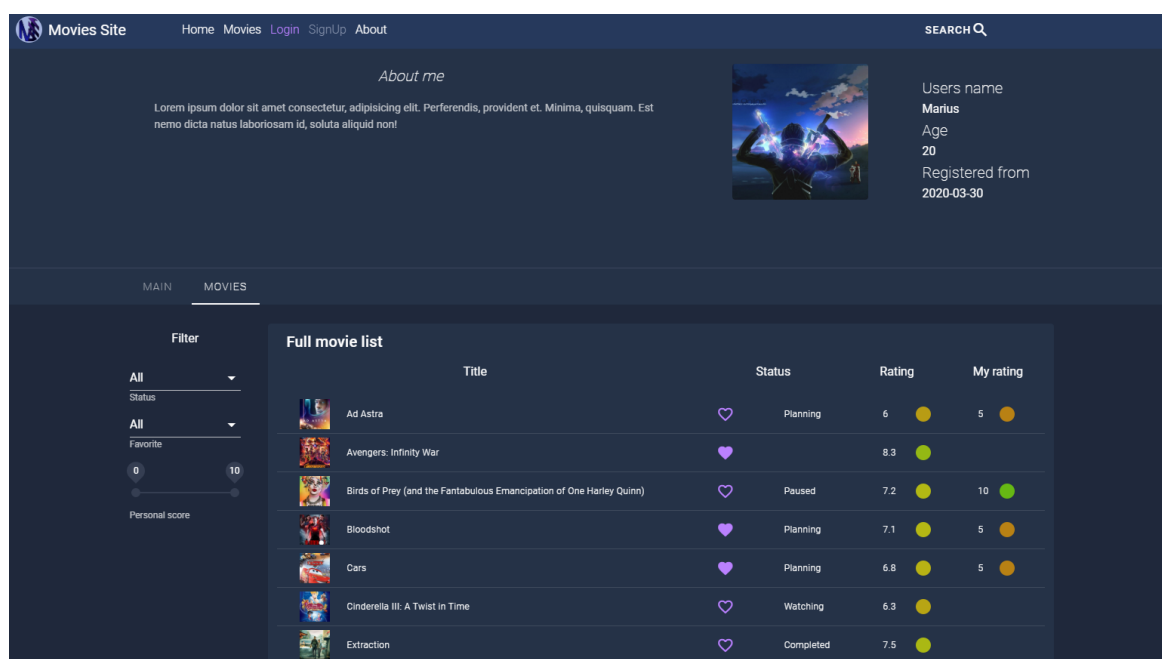 Movies Site Home Movies Login SignUp About SEARCH
About me
Lorem ipsum dolor sit amet consectetur, adipisicing elit. Perferendis, provident et. Minima, quisquam. Est
nemo dicta natus laboriosam id, soluta aliquid non!
Users name
Marius
Age
20
Registered from
2020-03-30
MAIN MOVIES
Filter
All
Status
All
Favorite
0 10
Personal score
Full movie list
Title Status Rating My rating
Ad Astra Planning 6 5
Avengers: Infinity War 8.3
Birds of Prey (and the Fantabulous Emancipation of One Harley Quinn) Paused 7.2 10
Bloodshot Planning 7.1 5
Cars Planning 6.8 5
Cinderella III: A Twist in Time Watching 6.3
Extraction Completed 7.5